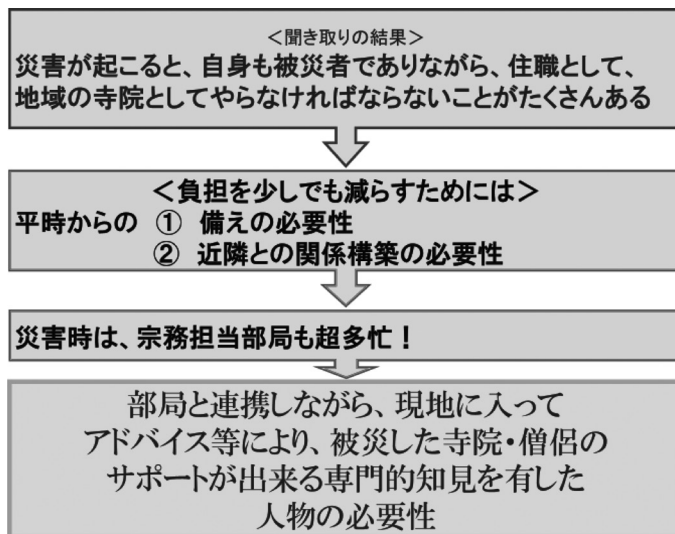 ＜聞き取りの結果＞
災害が起こると、自身も被災者でありながら、住職として、
地域の寺院としてやらなければならないことがたくさんある
＜負担を少しでも減らすためには＞
平時からの ① 備えの必要性
② 近隣との関係構築の必要性
災害時は、宗務担当部局も超多忙！
部局と連携しながら、現地に入って
アドバイス等により、被災した寺院・僧侶の
サポートが出来る専門的知見を有した
人物の必要性